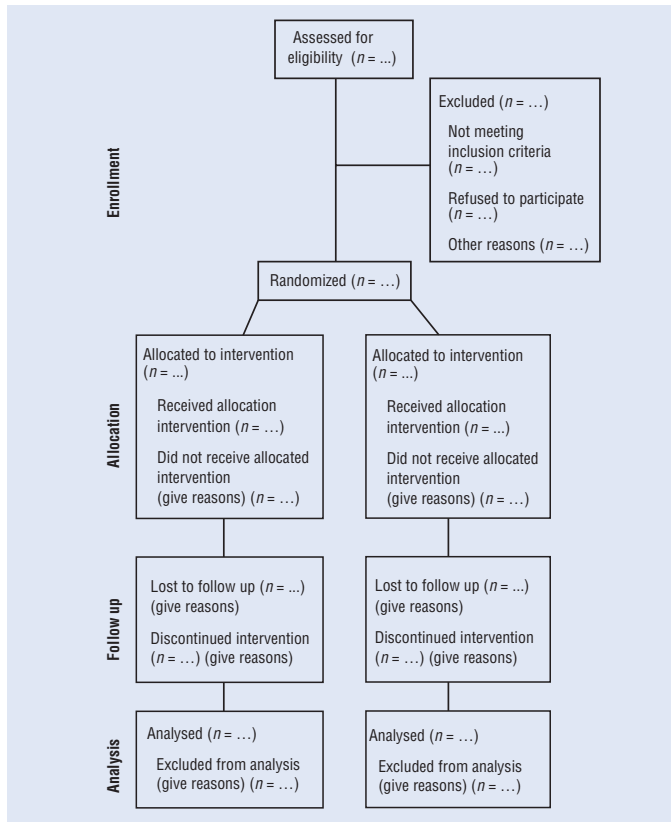 Assessed for
eligibility (n = ...)
Enrollment
Excluded (n = …)
Not meeting
inclusion criteria
(n = …)
Refused to participate
(n = …)
Other reasons (n = …)
Randomized (n = …)
Allocation
Allocated to intervention
(n = ...)
Received allocation
intervention (n = …)
Did not receive allocated
intervention
(give reasons) (n = …)
Allocated to intervention
(n = ...)
Received allocation
intervention (n = ...)
Did not receive allocated
intervention
(give reasons) (n = …)
Follow up
Lost to follow up (n = ...)
(give reasons)
Discontinued intervention
(n = …) (give reasons)
Lost to follow up (n = ...)
(give reasons)
Discontinued intervention
(n = …) (give reasons)
Analysis
Analysed (n = …)
Excluded from analysis
(give reasons) (n = …)
Analysed (n = …)
Excluded from analysis
(give reasons) (n = …)